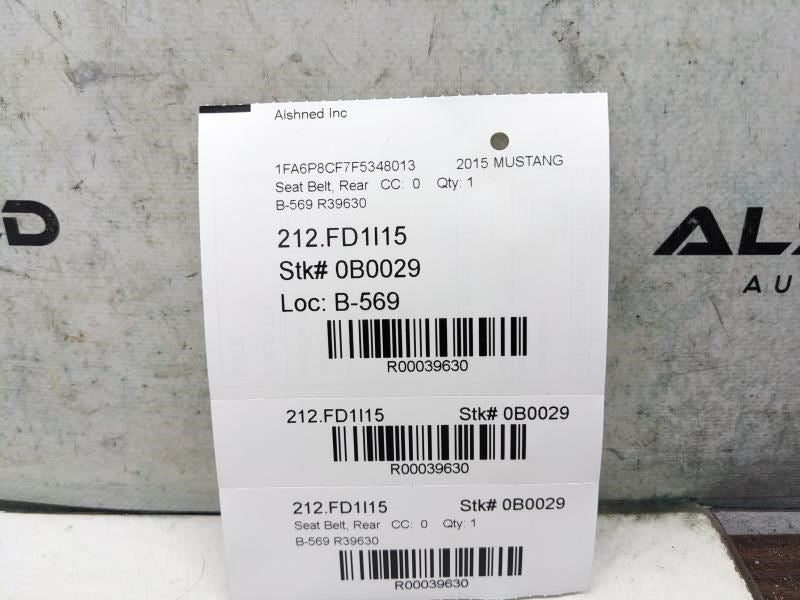 Alshned Inc
1FA6P8CF7F5348013 2015 MUSTANG
Seat Belt, Rear CC: 0 Qty: 1
B-569 R39630
212.FD1I15
Stk# 0B0029
Loc: B-569
R00039630
212.FD1I15 Stk# 0B0029
R00039630
212.FD1I15 Stk# 0B0029
Seat Belt, Rear CC: 0 Qty: 1
B-569 R39630
R00039630